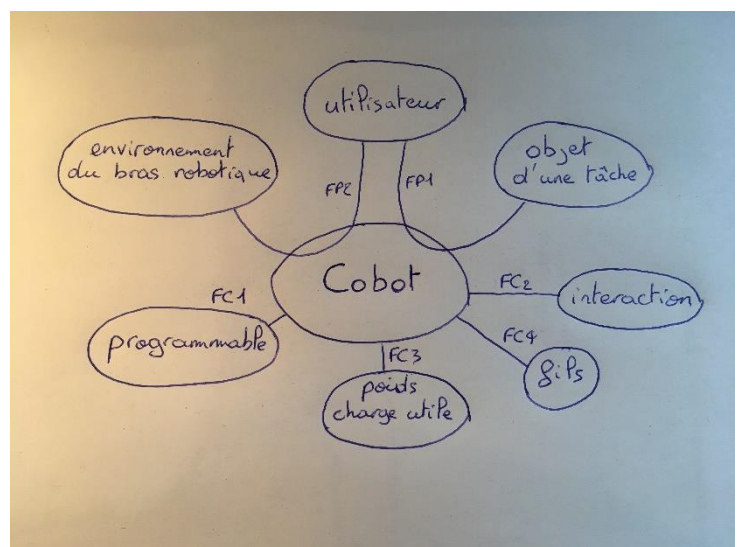 utilisateur
environnement
du bras robotique
objet
d'une tâche
FP2
FP1
Cobot
FC1
FC2
interaction
programmable
FC4
FC3
fils
poids
charge utile